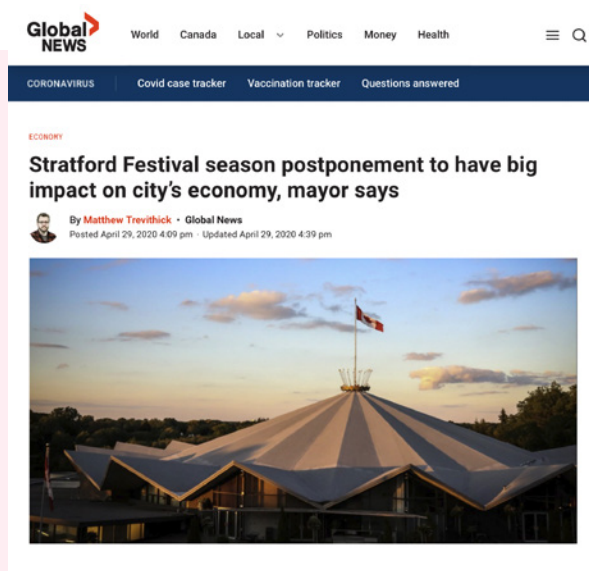 Global NEWS
World Canada Local Politics Money Health
CORONAVIRUS Covid case tracker Vaccination tracker Questions answered
ECONOMY
Stratford Festival season postponement to have big
impact on city's economy, mayor says
By Matthew Trevithick • Global News
Posted April 29, 2020 4:09 pm · Updated April 29, 2020 4:39 pm